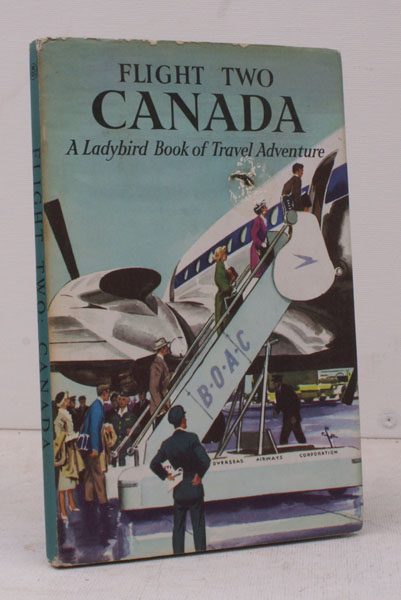 FLIGHT TWO
CANADA
A Ladybird Book of Travel Adventure
B·O·A·C
OVERSEAS AIRWAYS CORPORATION
FLIGHT TWO · CANADA